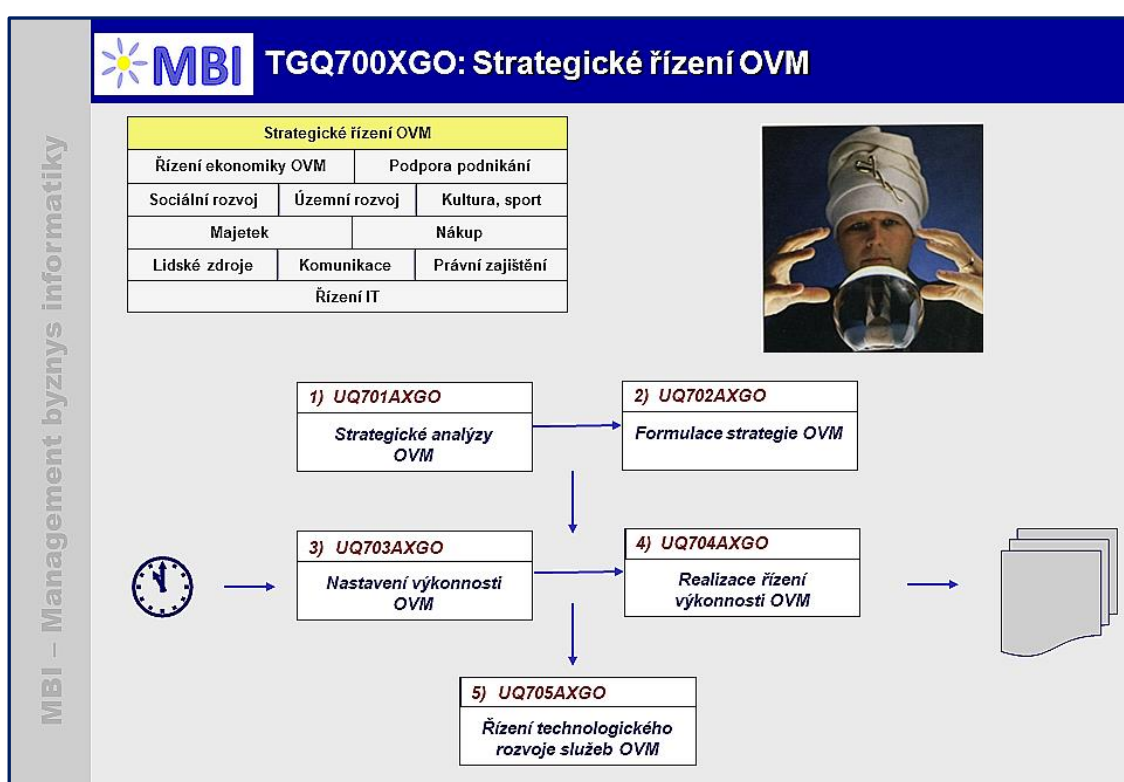 MBI
TGQ700XGO: Strategické řízení OVM
MBI – Management byznys informatiky
Strategické řízení OVM
Řízení ekonomiky OVM
Podpora podnikání
Sociální rozvoj
Územní rozvoj
Kultura, sport
Majetek
Nákup
Lidské zdroje
Komunikace
Právní zajištění
Řízení IT
1) UQ701AXGO
Strategické analýzy
OVM
2) UQ702AXGO
Formulace strategie OVM
3) UQ703AXGO
Nastavení výkonnosti
OVM
4) UQ704AXGO
Realizace řízení
výkonnosti OVM
5) UQ705AXGO
Řízení technologického
rozvoje služeb OVM